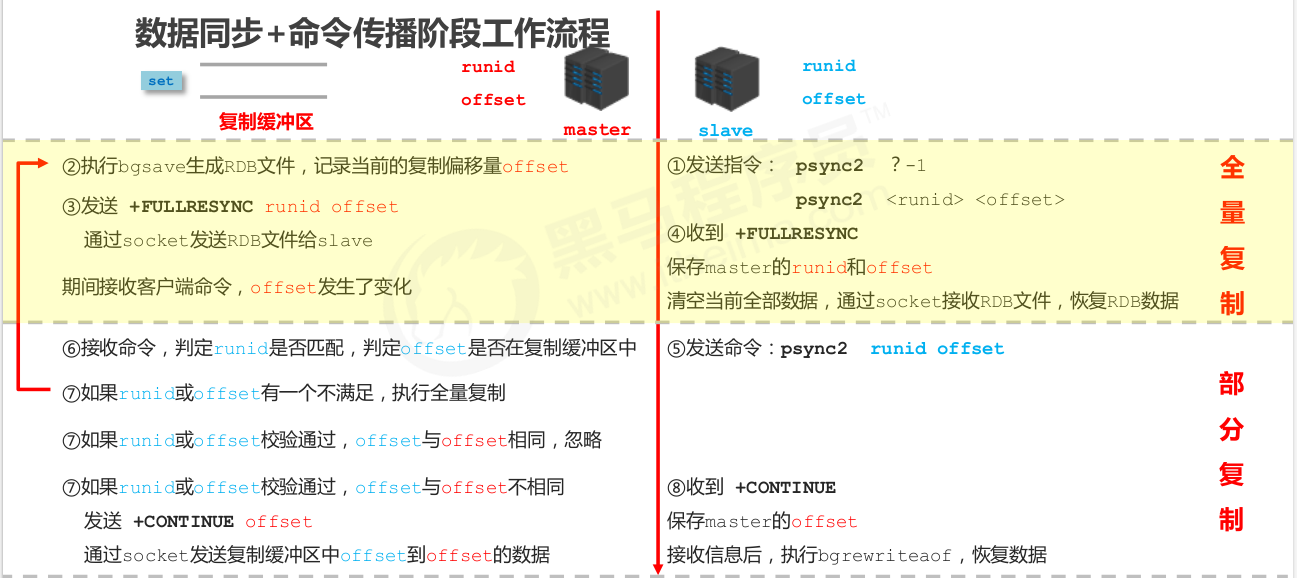 数据同步+命令传播阶段工作流程
set
复制缓冲区
runid
offset
master
slave
runid
offset
②执行bgsave生成RDB文件，记录当前的复制偏移量offset
③发送 +FULLRESYNC runid offset
通过socket发送RDB文件给slave
期间接收客户端命令，offset发生了变化
①发送指令： psync2 ？-1
psync2 <runid> <offset>
④收到 +FULLRESYNC
保存master的runid和offset
清空当前全部数据，通过socket接收RDB文件，恢复RDB数据
全量复制
⑥接收命令，判定runid是否匹配，判定offset是否在复制缓冲区中
⑦如果runid或offset有一个不满足，执行全量复制
⑦如果runid或offset校验通过，offset与offset相同，忽略
⑦如果runid或offset校验通过，offset与offset不相同
发送 +CONTINUE offset
通过socket发送复制缓冲区中offset到offset的数据
⑤发送命令：psync2 runid offset
⑧收到 +CONTINUE
保存master的offset
接收信息后，执行bgrewriteaof，恢复数据
部分复制
黑马程序员TM